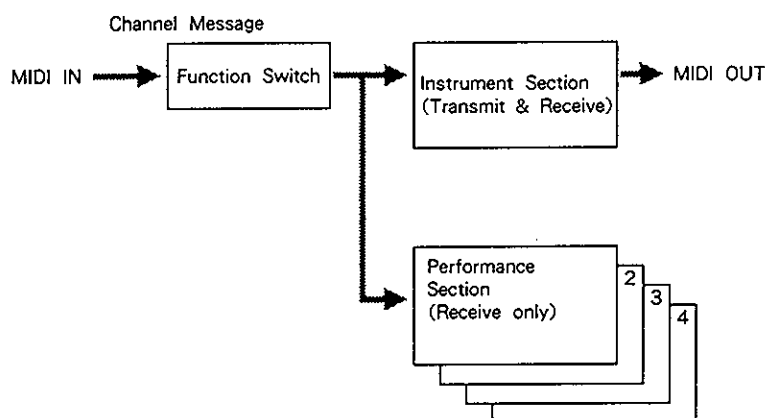 Channel Message
MIDI IN
Function Switch
Instrument Section
(Transmit & Receive)
MIDI OUT
Performance
Section
(Receive only)
2
3
4